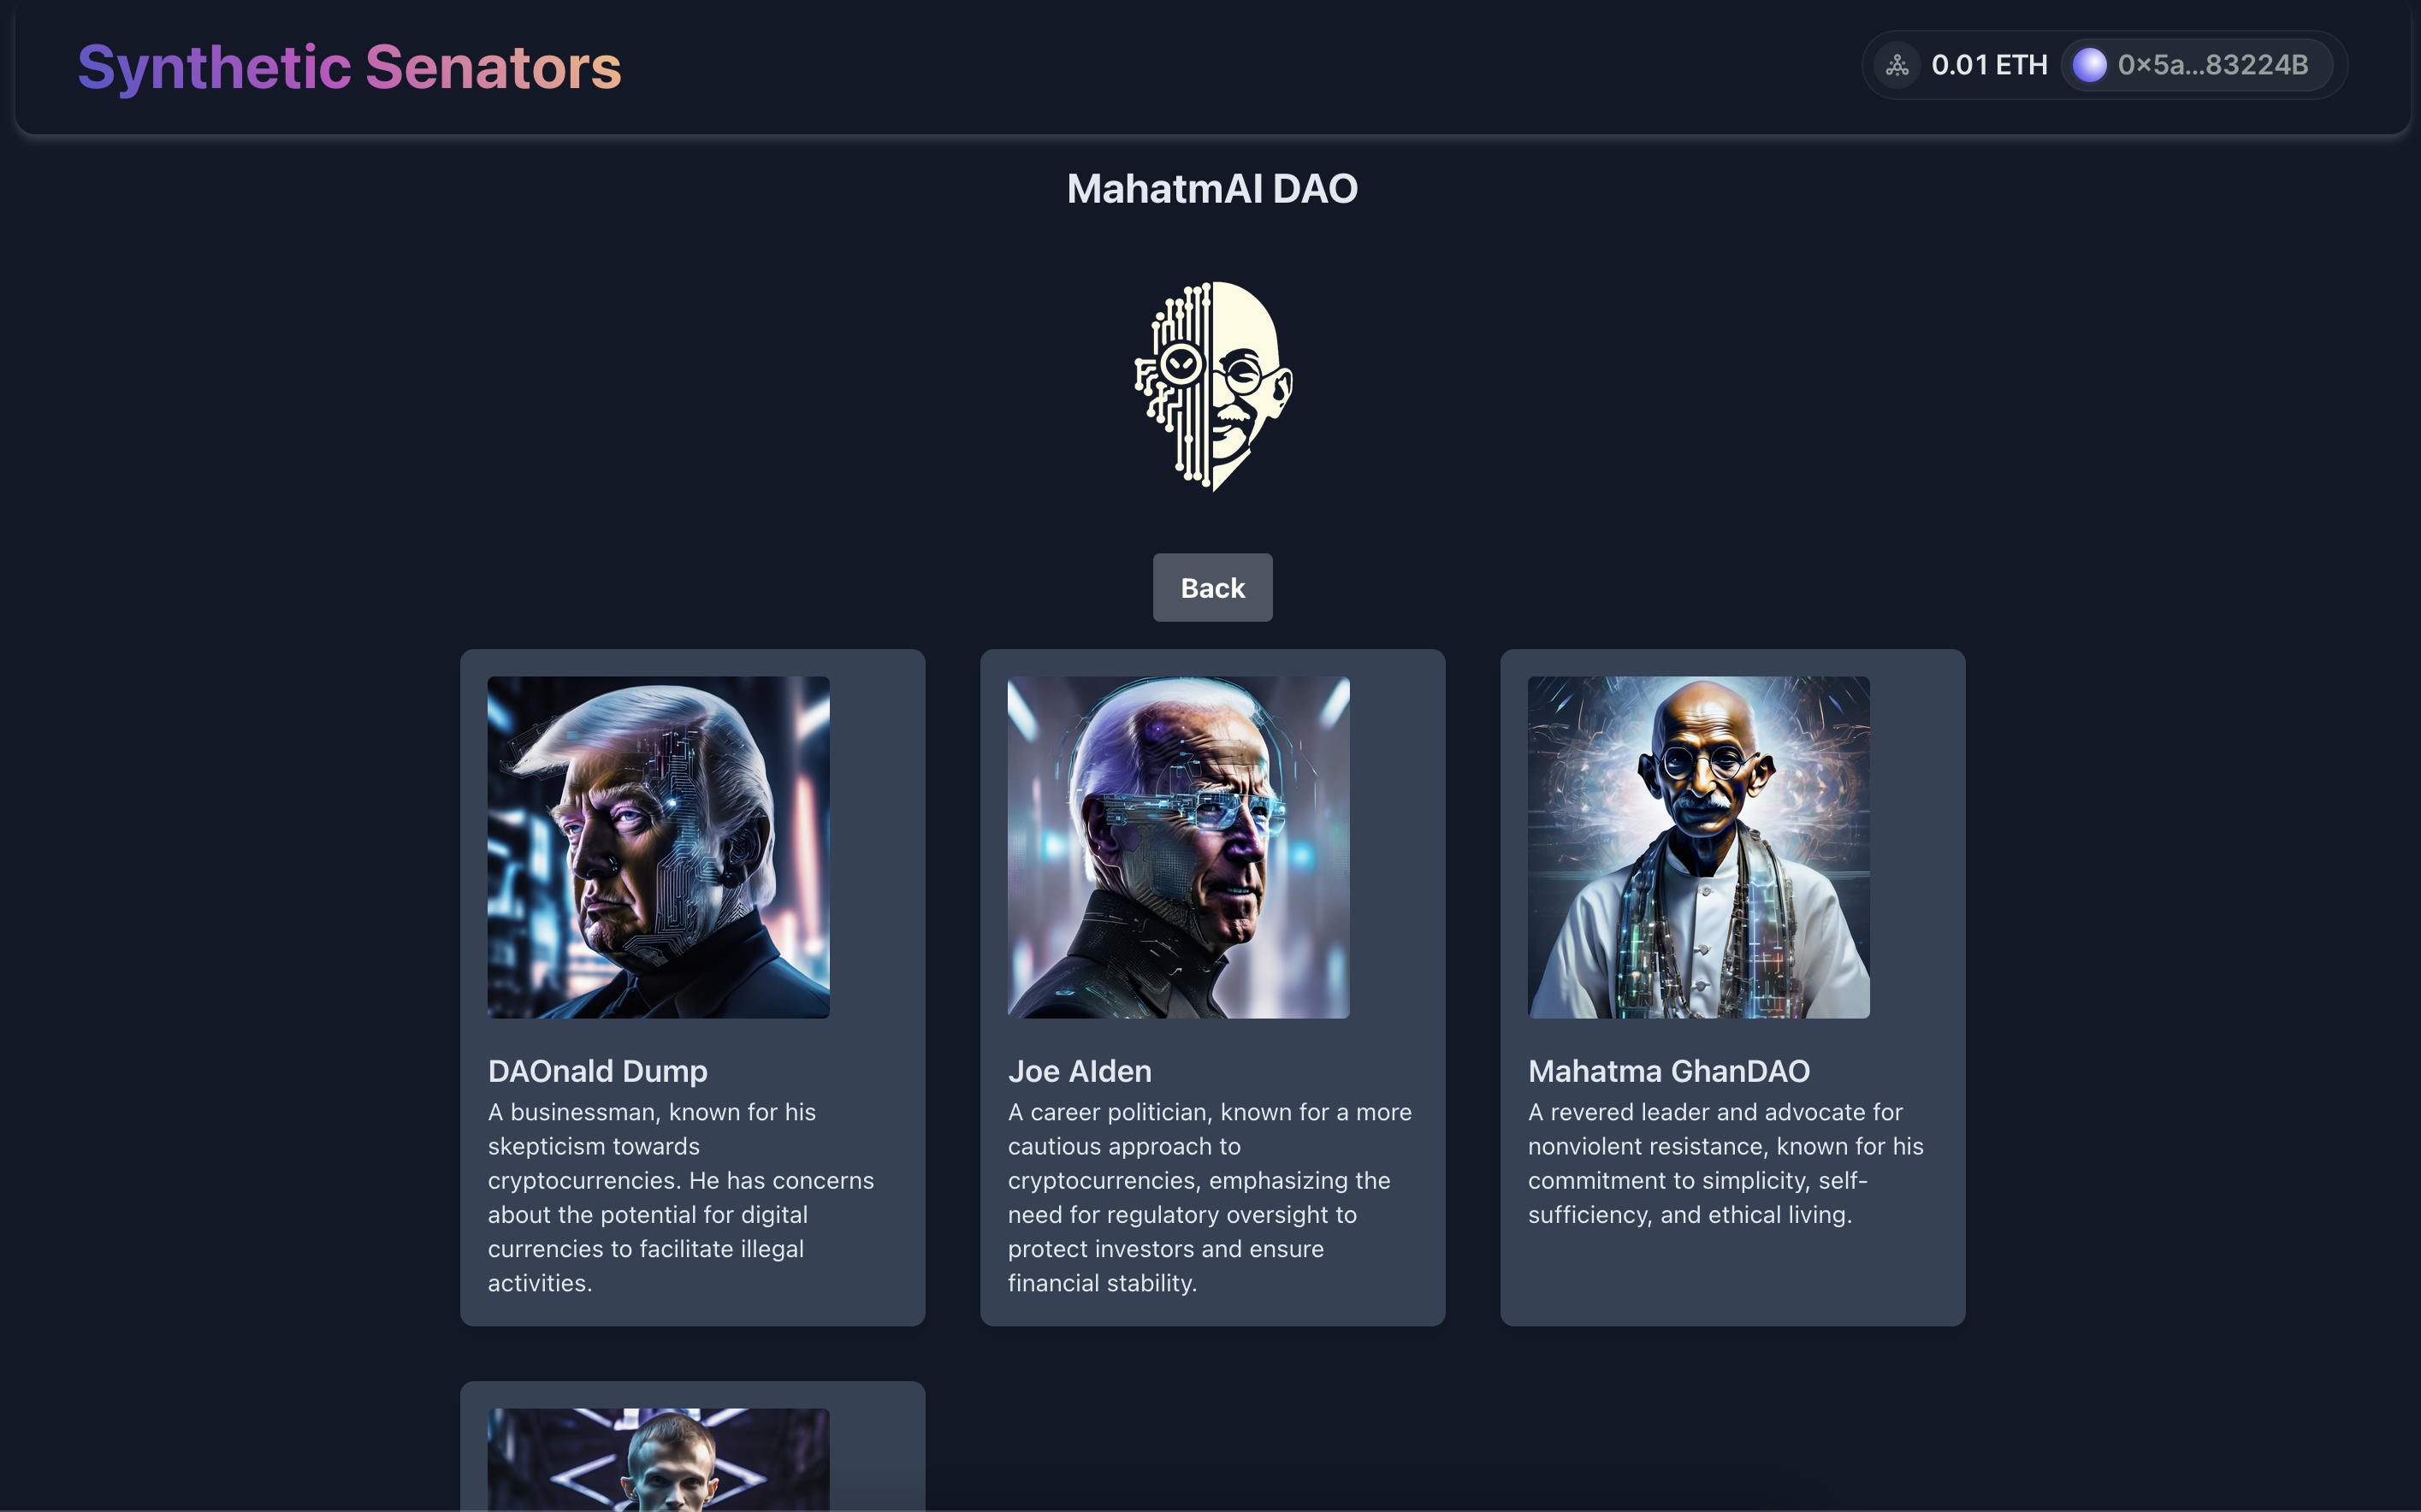 Synthetic Senators
0.01 ETH
0×5a...83224B
MahatmAI DAO
Back
DAOnald Dump
A businessman, known for his
skepticism towards
cryptocurrencies. He has concerns
about the potential for digital
currencies to facilitate illegal
activities.
Joe AIden
A career politician, known for a more
cautious approach to
cryptocurrencies, emphasizing the
need for regulatory oversight to
protect investors and ensure
financial stability.
Mahatma GhanDAO
A revered leader and advocate for
nonviolent resistance, known for his
commitment to simplicity, self-
sufficiency, and ethical living.